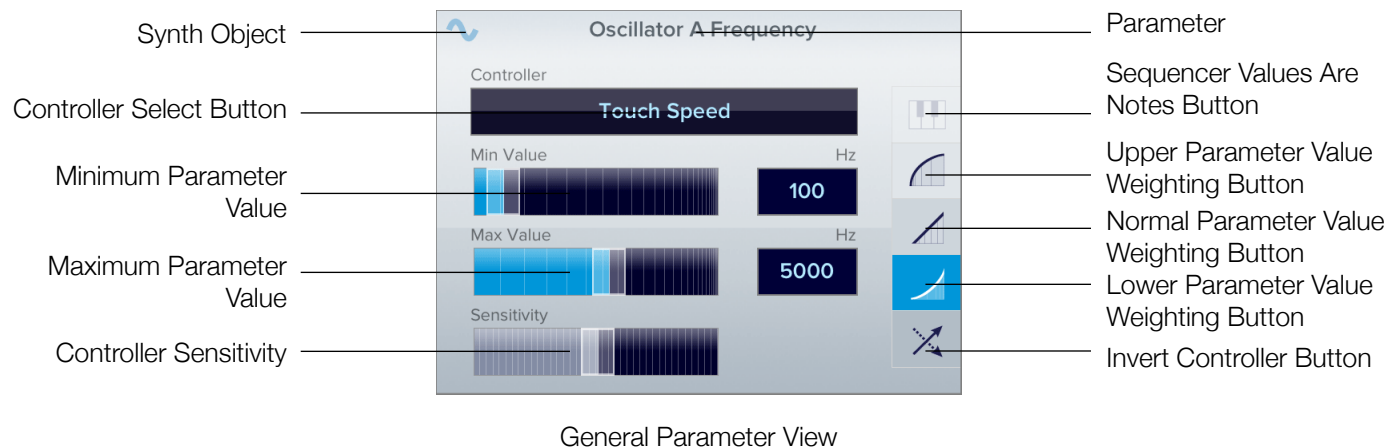 Synth Object
Controller Select Button
Minimum Parameter
Value
Maximum Parameter
Value
Controller Sensitivity
Oscillator A Frequency
Controller
Touch Speed
Min Value
Hz
100
Max Value
Hz
5000
Sensitivity
Parameter
Sequencer Values Are
Notes Button
Upper Parameter Value
Weighting Button
Normal Parameter Value
Weighting Button
Lower Parameter Value
Weighting Button
Invert Controller Button
General Parameter View